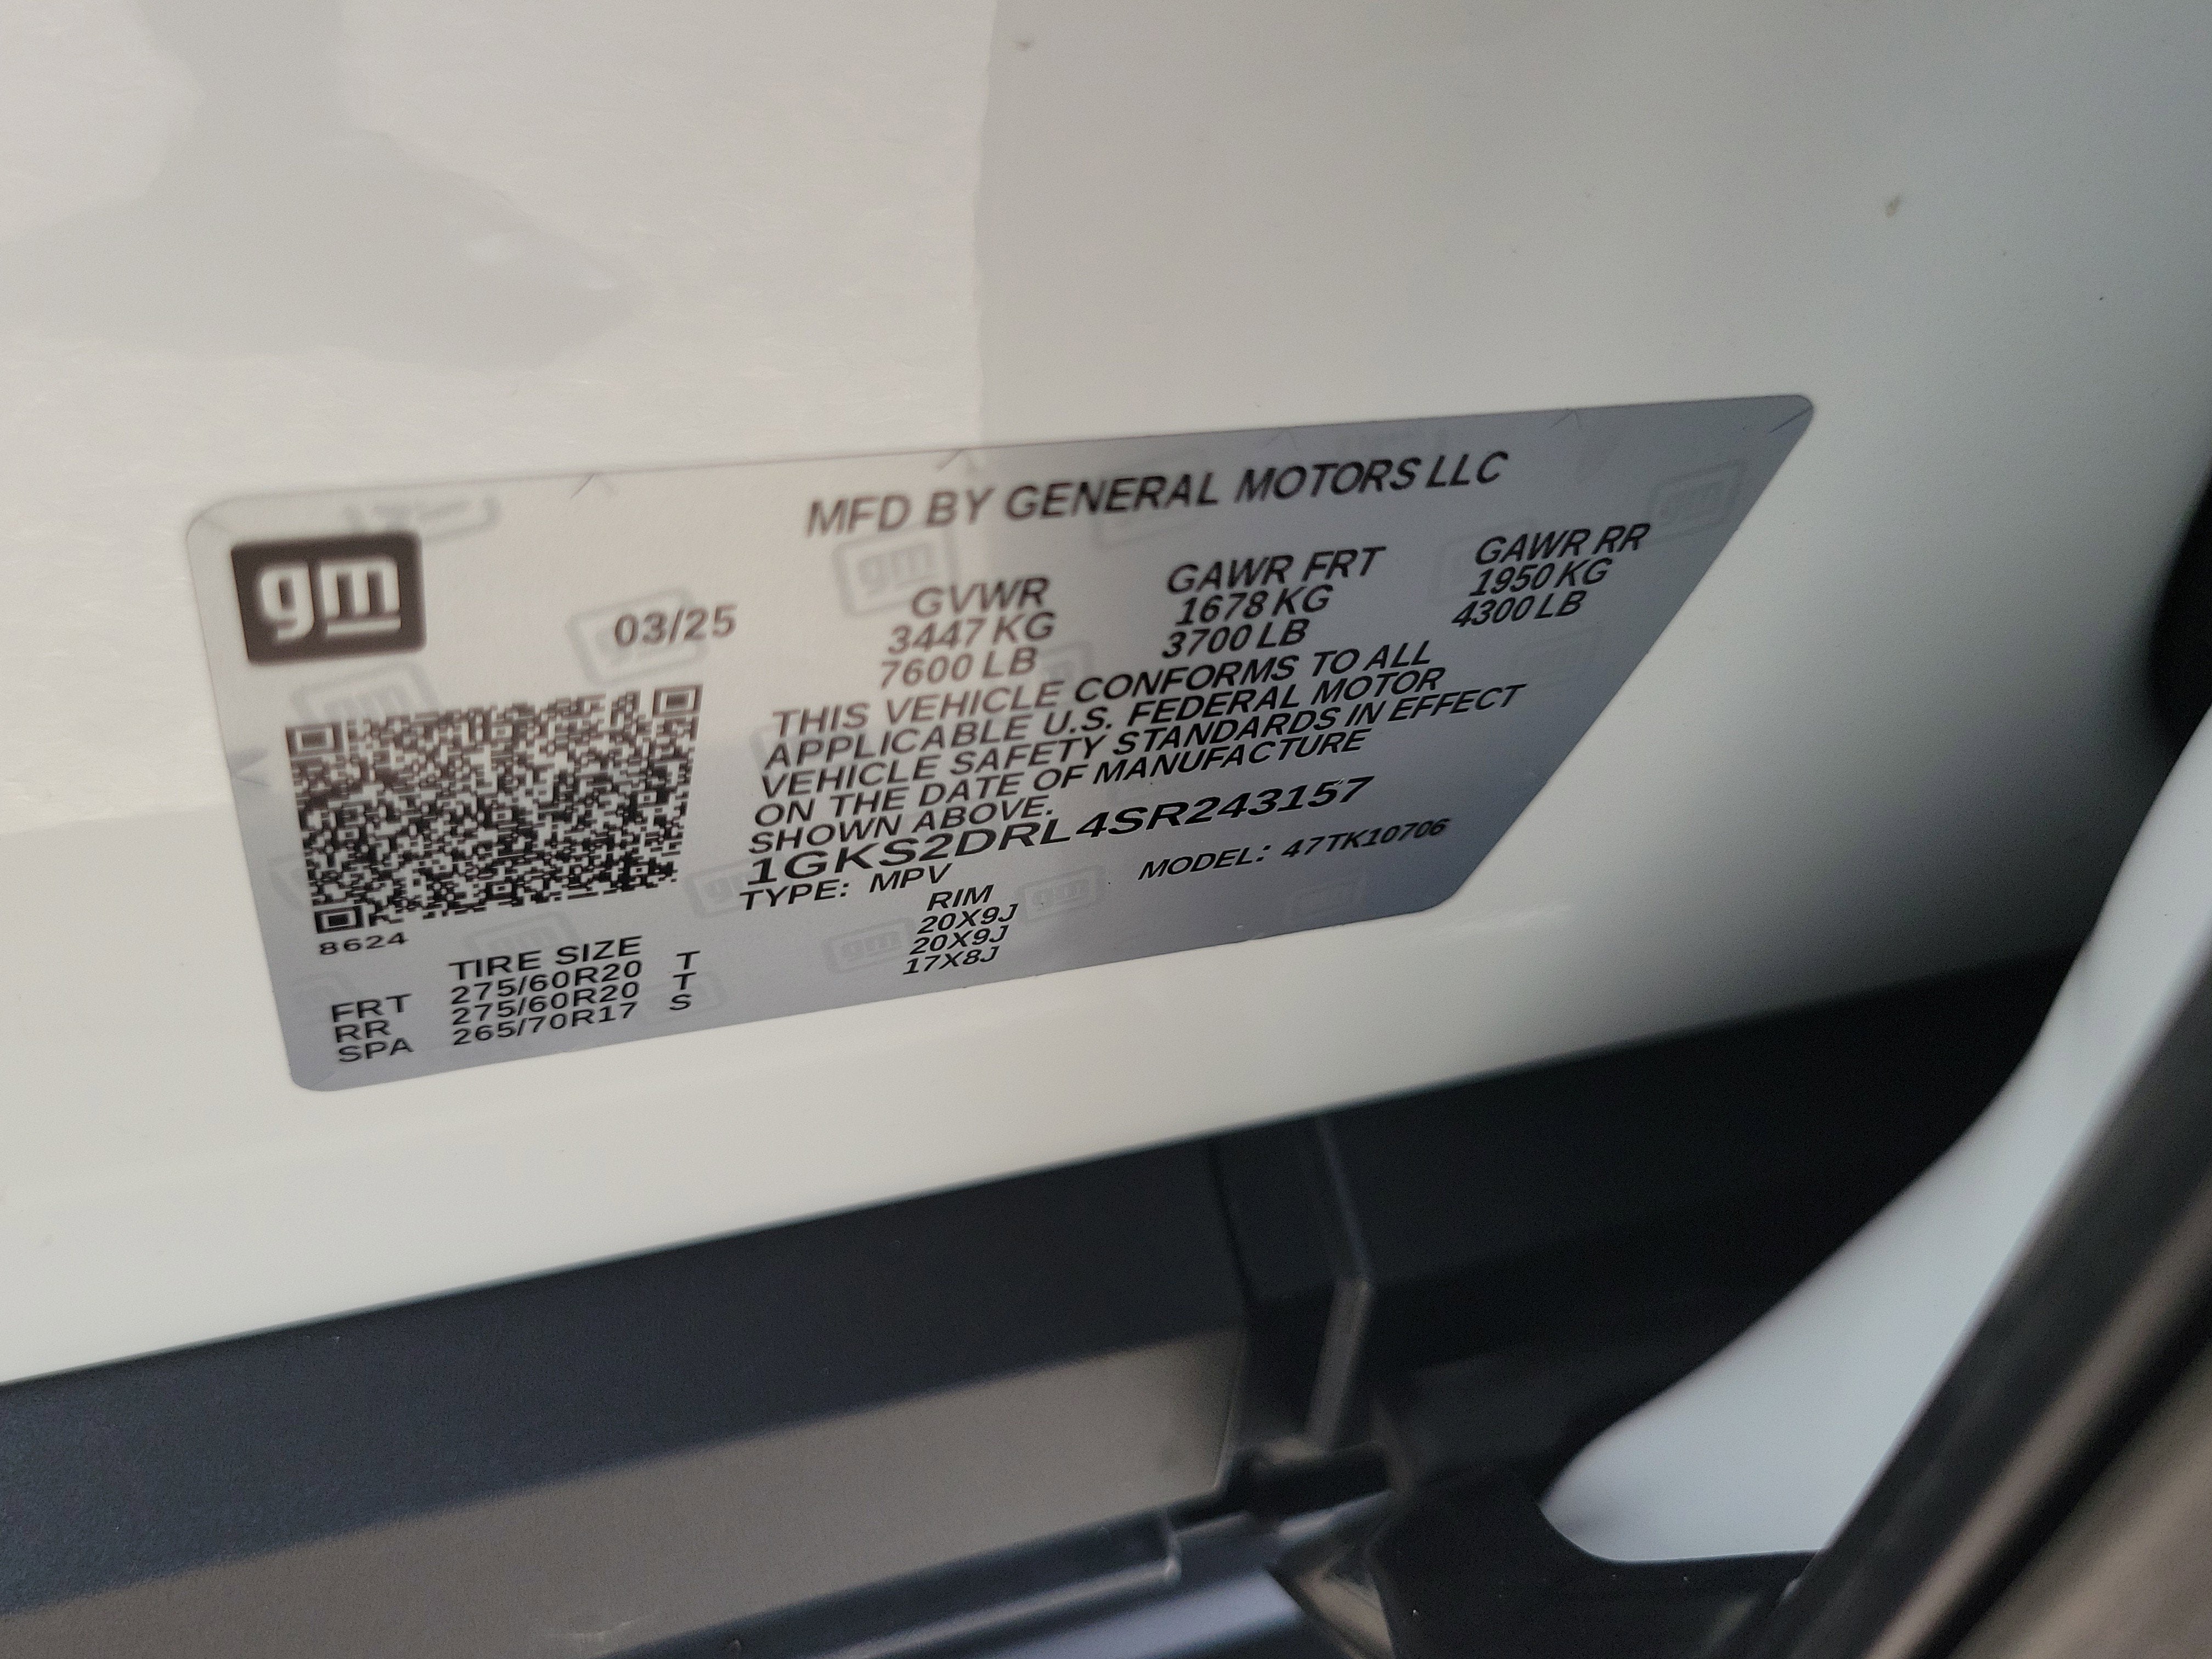 gm
MFD BY GENERAL MOTORS LLC
03/25
GVWR
3447 KG
7600 LB
GAWR FRT
1678 KG
3700 LB
GAWR RR
1950 KG
4300 LB
THIS VEHICLE CONFORMS TO ALL
APPLICABLE U.S. FEDERAL MOTOR
VEHICLE SAFETY STANDARDS IN EFFECT
ON THE DATE OF MANUFACTURE
SHOWN ABOVE.
1GKS2DRL4SR243157
TYPE: MPV MODEL: 47TK10706
8624
TIRE SIZE RIM
FRT 275/60R20 T 20X9J
RR 275/60R20 T 20X9J
SPA 265/70R17 S 17X8J